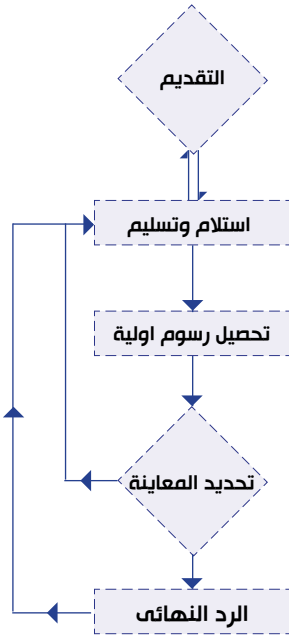 التقديم
استلام وتسليم
تحصيل رسوم اولية
تحديد المعاينة
الرد النهائى